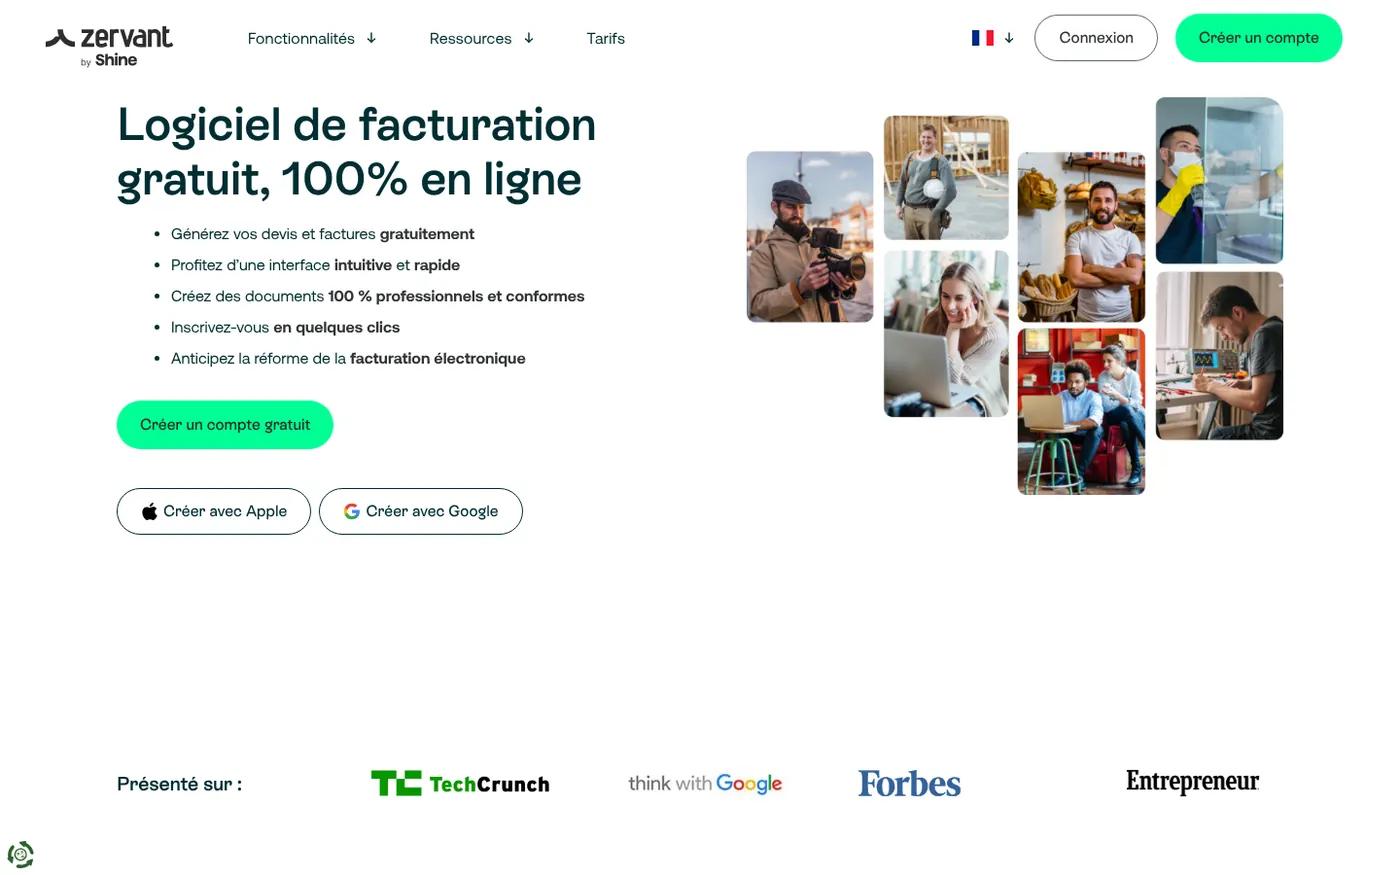 zervant
by Shine
Fonctionnalités
Ressources
Tarifs
Connexion
Créer un compte
Logiciel de facturation
gratuit, 100% en ligne
• Générez vos devis et factures gratuitement
• Profitez d’une interface intuitive et rapide
• Créez des documents 100 % professionnels et conformes
• Inscrivez-vous en quelques clics
• Anticipez la réforme de la facturation électronique
Créer un compte gratuit
Créer avec Apple
Créer avec Google
Présenté sur :
TC TechCrunch
think with Google
Forbes
Entrepreneur